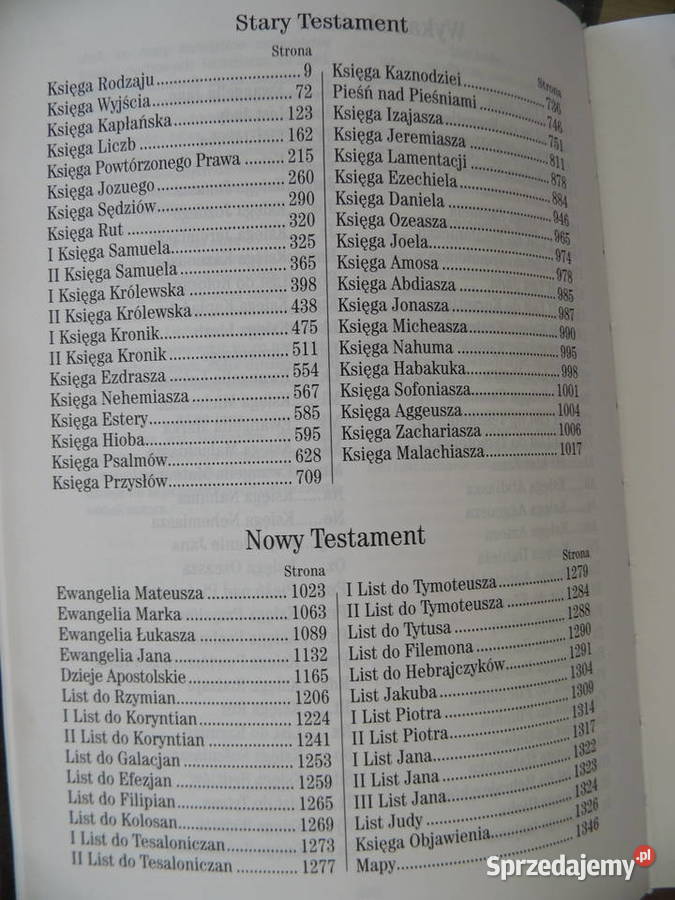 Stary Testament
Strona
Księga Rodzaju ........ 9
Księga Wyjścia ........ 72
Księga Kapłańska ........ 123
Księga Liczb ........ 162
Księga Powtórzonego Prawa ........ 215
Księga Jozuego ........ 260
Księga Sędziów ........ 290
Księga Rut ........ 320
I Księga Samuela ........ 325
II Księga Samuela ........ 365
I Księga Królewska ........ 398
II Księga Królewska ........ 438
I Księga Kronik ........ 475
II Księga Kronik ........ 511
Księga Ezdrasza ........ 554
Księga Nehemiasza ........ 567
Księga Estery ........ 585
Księga Hioba ........ 595
Księga Psalmów ........ 628
Księga Przysłów ........ 709
Strona
Księga Kaznodziei ........ 736
Pieśń nad Pieśniami ........ 746
Księga Izajasza ........ 751
Księga Jeremiasza ........ 811
Księga Lamentacji ........ 878
Księga Ezechiela ........ 884
Księga Daniela ........ 946
Księga Ozeasza ........ 965
Księga Joela ........ 974
Księga Amosa ........ 978
Księga Abdiasza ........ 985
Księga Jonasza ........ 987
Księga Micheasza ........ 990
Księga Nahuma ........ 995
Księga Habakuka ........ 998
Księga Sofoniasza ........ 1001
Księga Aggeusza ........ 1004
Księga Zachariasza ........ 1006
Księga Malachiasza ........ 1017
Nowy Testament
Strona
Ewangelia Mateusza ........ 1023
Ewangelia Marka ........ 1063
Ewangelia Łukasza ........ 1089
Ewangelia Jana ........ 1132
Dzieje Apostolskie ........ 1165
List do Rzymian ........ 1206
I List do Koryntian ........ 1224
II List do Koryntian ........ 1241
List do Galacjan ........ 1253
List do Efezjan ........ 1259
List do Filipian ........ 1265
List do Kolosan ........ 1269
I List do Tesaloniczan ........ 1273
II List do Tesaloniczan ........ 1277
Strona
I List do Tymoteusza ........ 1279
II List do Tymoteusza ........ 1284
List do Tytusa ........ 1288
List do Filemona ........ 1290
List do Hebrajczyków ........ 1291
List Jakuba ........ 1304
I List Piotra ........ 1309
II List Piotra ........ 1314
I List Jana ........ 1317
II List Jana ........ 1322
III List Jana ........ 1323
List Judy ........ 1324
Księga Objawienia ........ 1326
Mapy ........ 1346
Sprzedajemy.pl